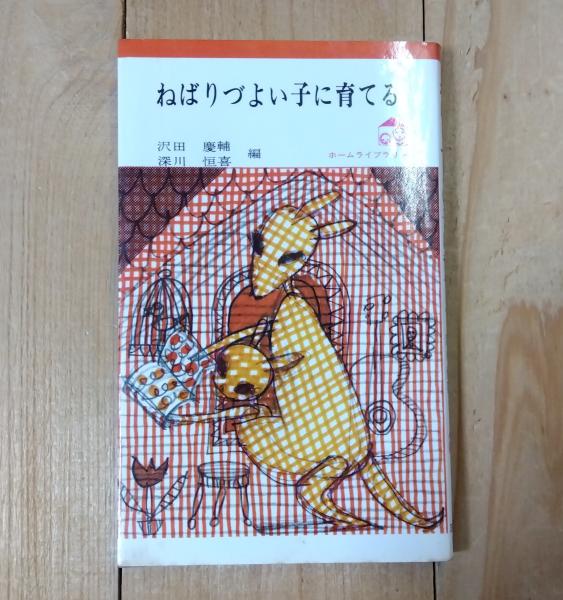 ねばりづよい子に育てる
沢田 慶輔
深川 恒喜 編
ホームライブラリー